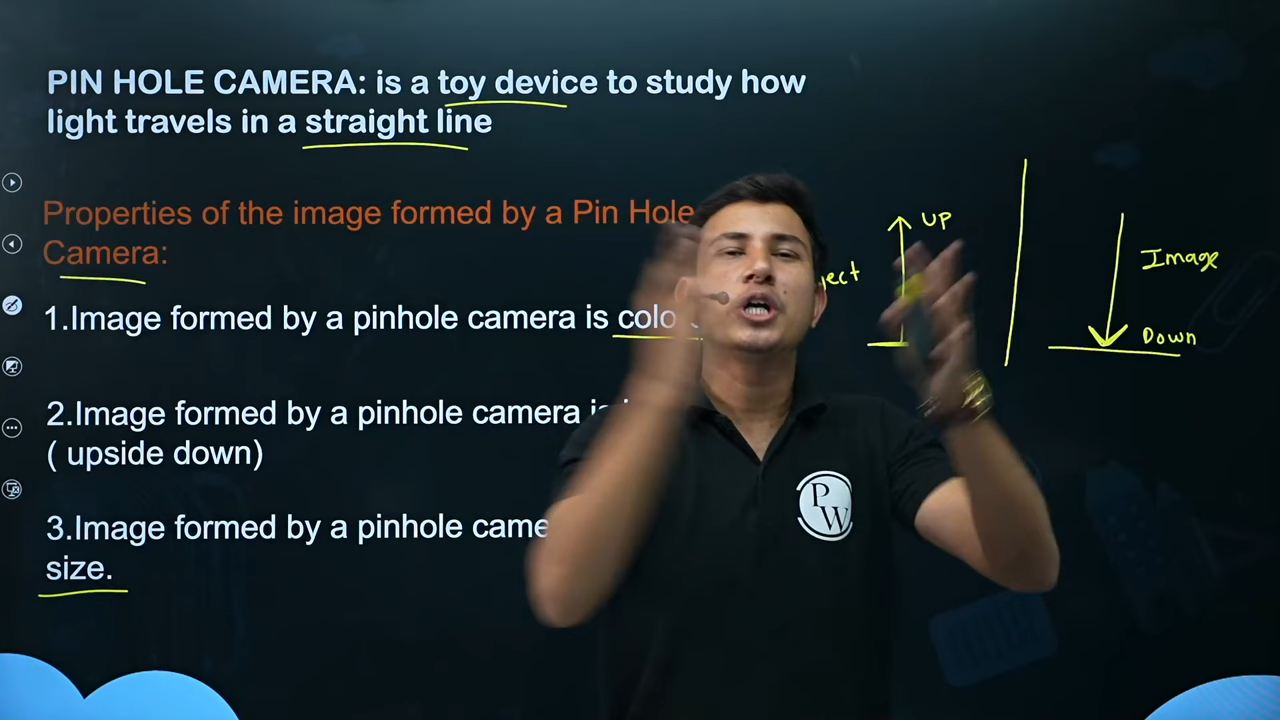 PIN HOLE CAMERA: is a toy device to study how
light travels in a straight line
Properties of the image formed by a Pin Hole
Camera:
1.Image formed by a pinhole camera is
2.Image formed by a pinhole camera
( upside down)
3.Image formed by a pinhole
size.
UP
Image
Down
PW